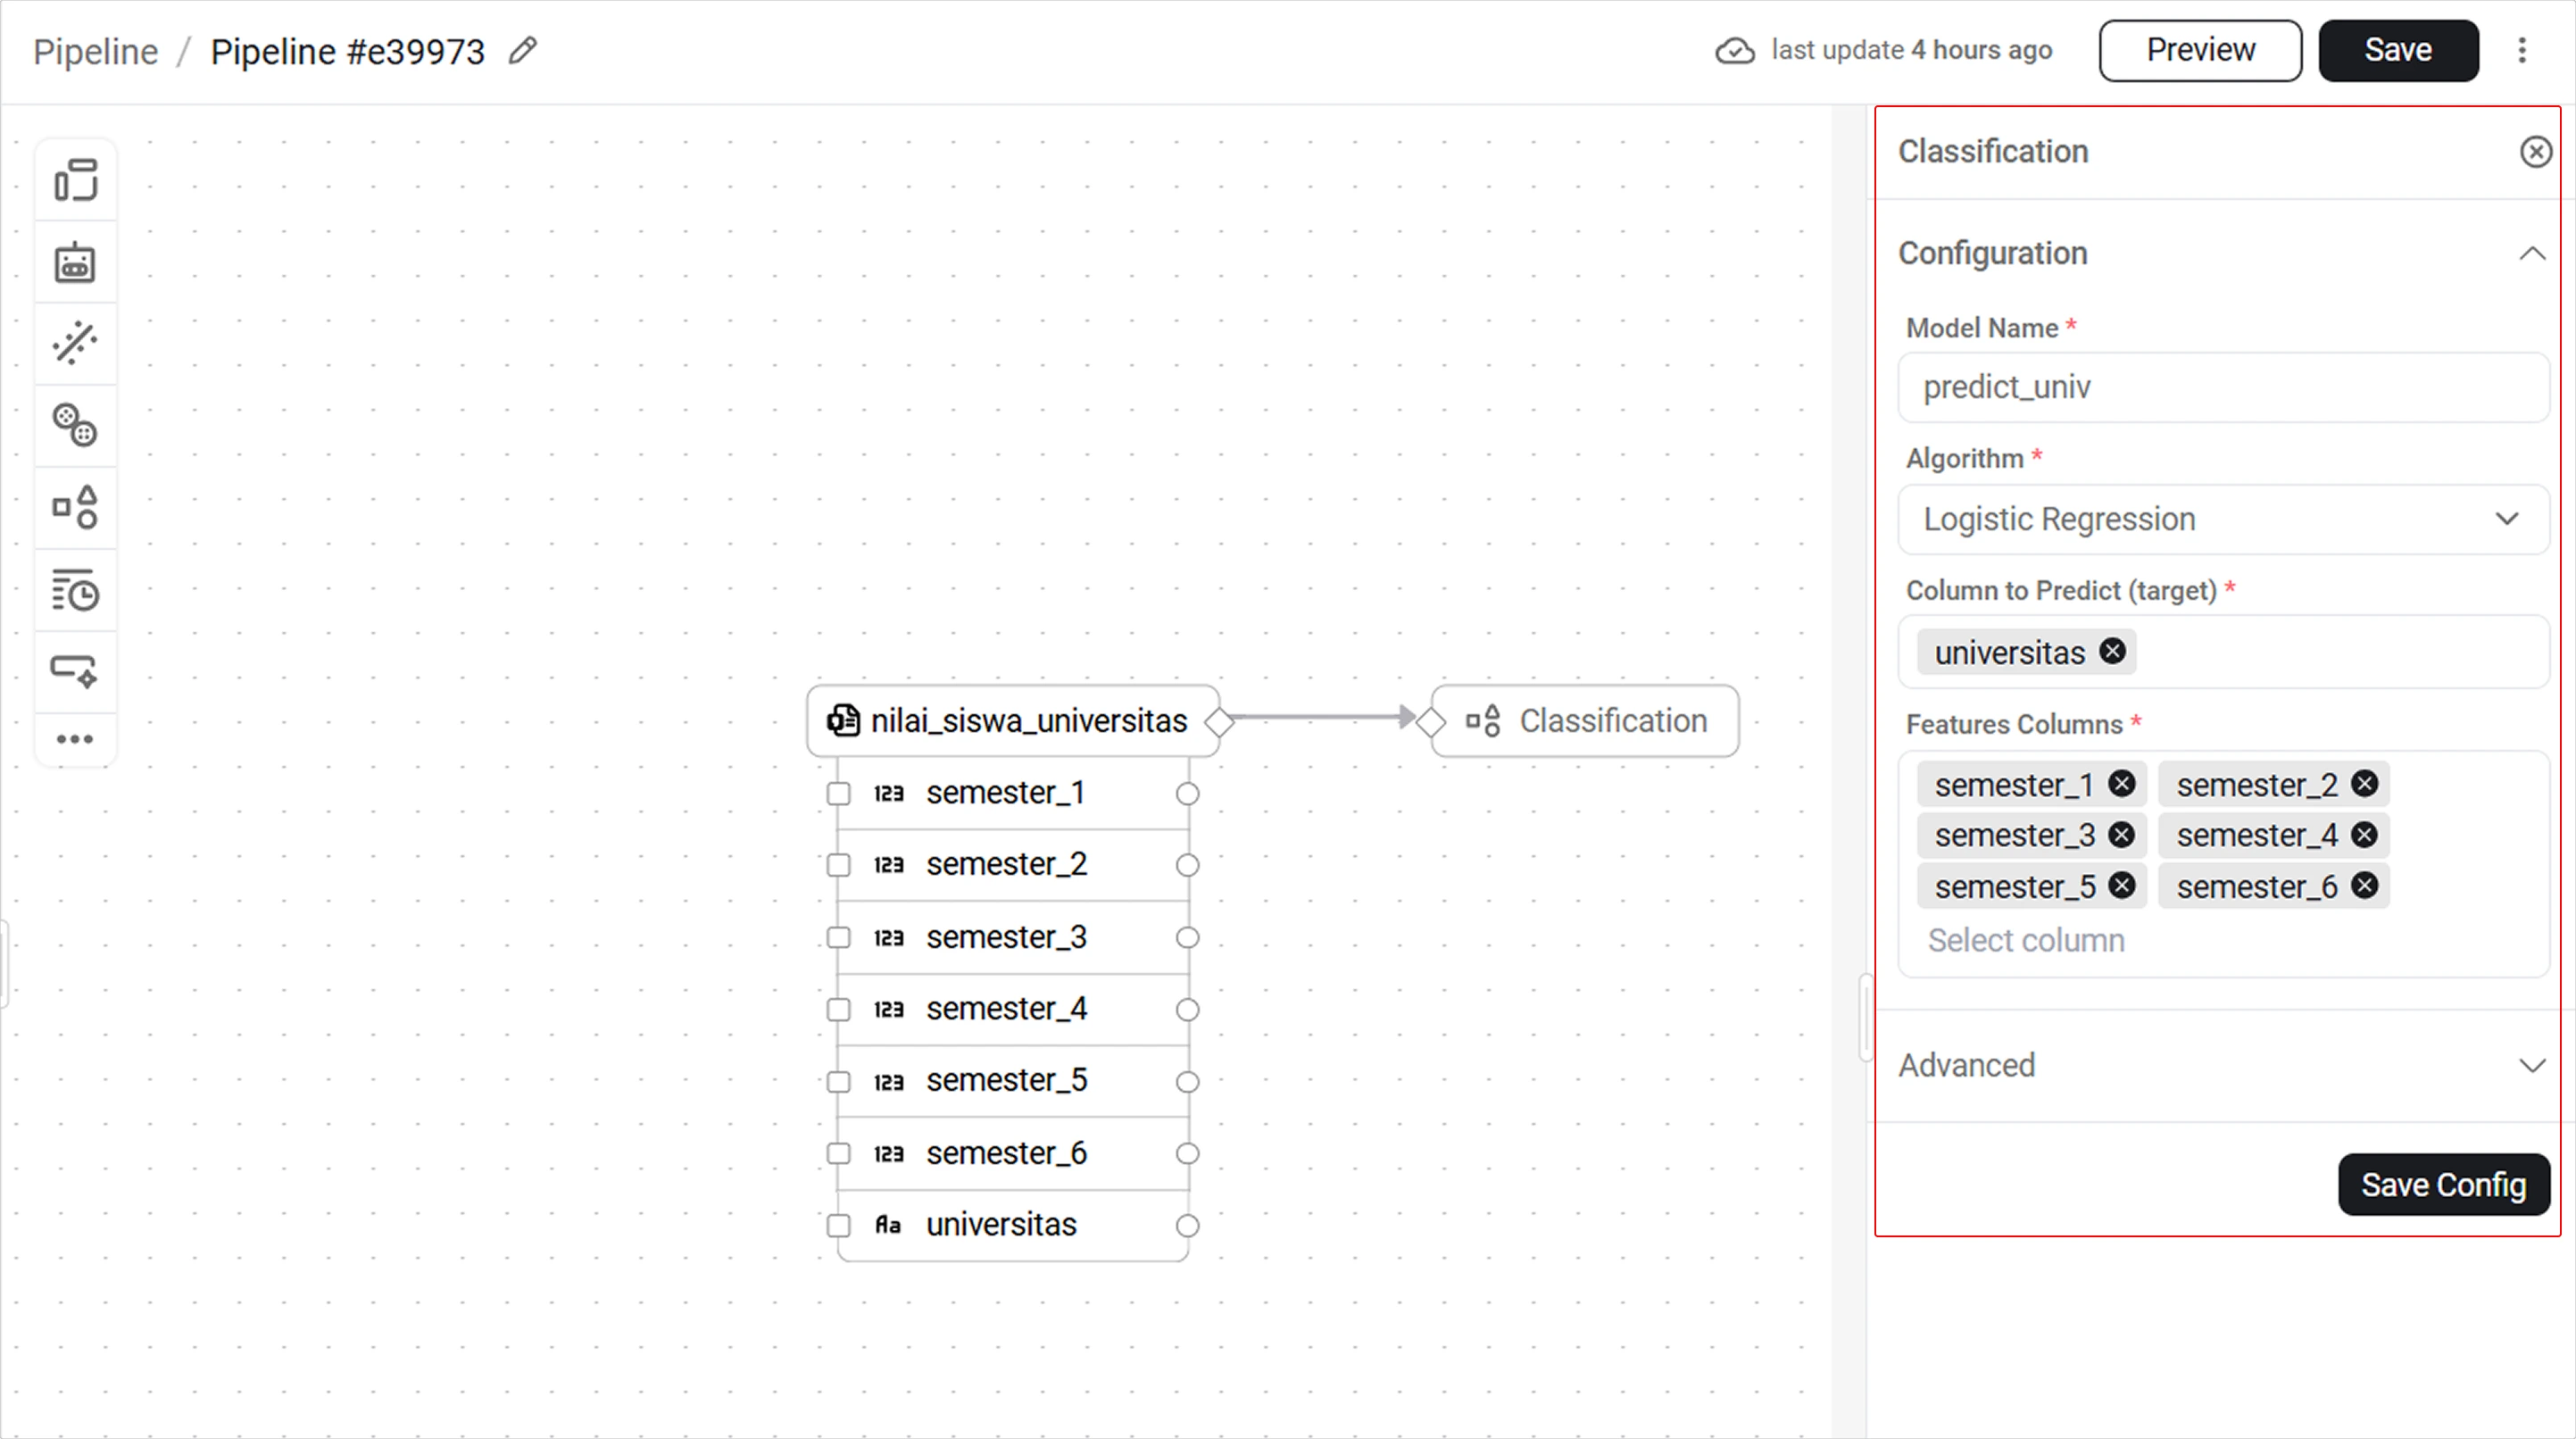 Pipeline / Pipeline #e39973
last update 4 hours ago
Preview
Save
nilai_siswa_universitas
123 semester_1
123 semester_2
123 semester_3
123 semester_4
123 semester_5
123 semester_6
Aa universitas
Classification
Classification
Configuration
Model Name *
predict_univ
Algorithm *
Logistic Regression
Column to Predict (target) *
universitas
Features Columns *
semester_1 semester_2
semester_3 semester_4
semester_5 semester_6
Select column
Advanced
Save Config